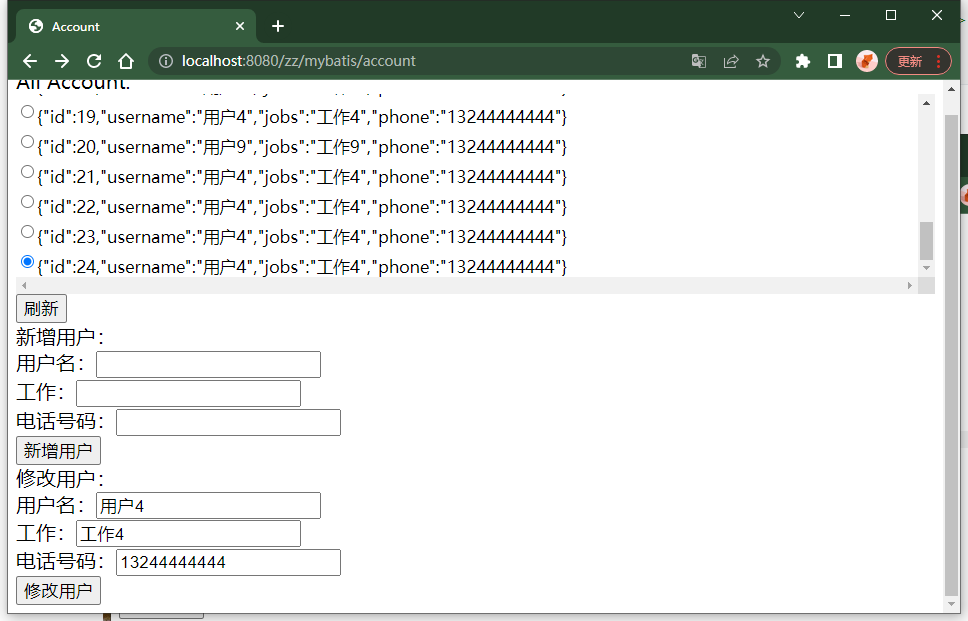 Account
localhost:8080/zz/mybatis/account
更新
All Account:
{"id":19,"username":"用户4","jobs":"工作4","phone":"13244444444"}
{"id":20,"username":"用户9","jobs":"工作9","phone":"13244444444"}
{"id":21,"username":"用户4","jobs":"工作4","phone":"13244444444"}
{"id":22,"username":"用户4","jobs":"工作4","phone":"13244444444"}
{"id":23,"username":"用户4","jobs":"工作4","phone":"13244444444"}
{"id":24,"username":"用户4","jobs":"工作4","phone":"13244444444"}
刷新
新增用户：
用户名：
工作：
电话号码：
新增用户
修改用户：
用户名：用户4
工作：工作4
电话号码：13244444444
修改用户